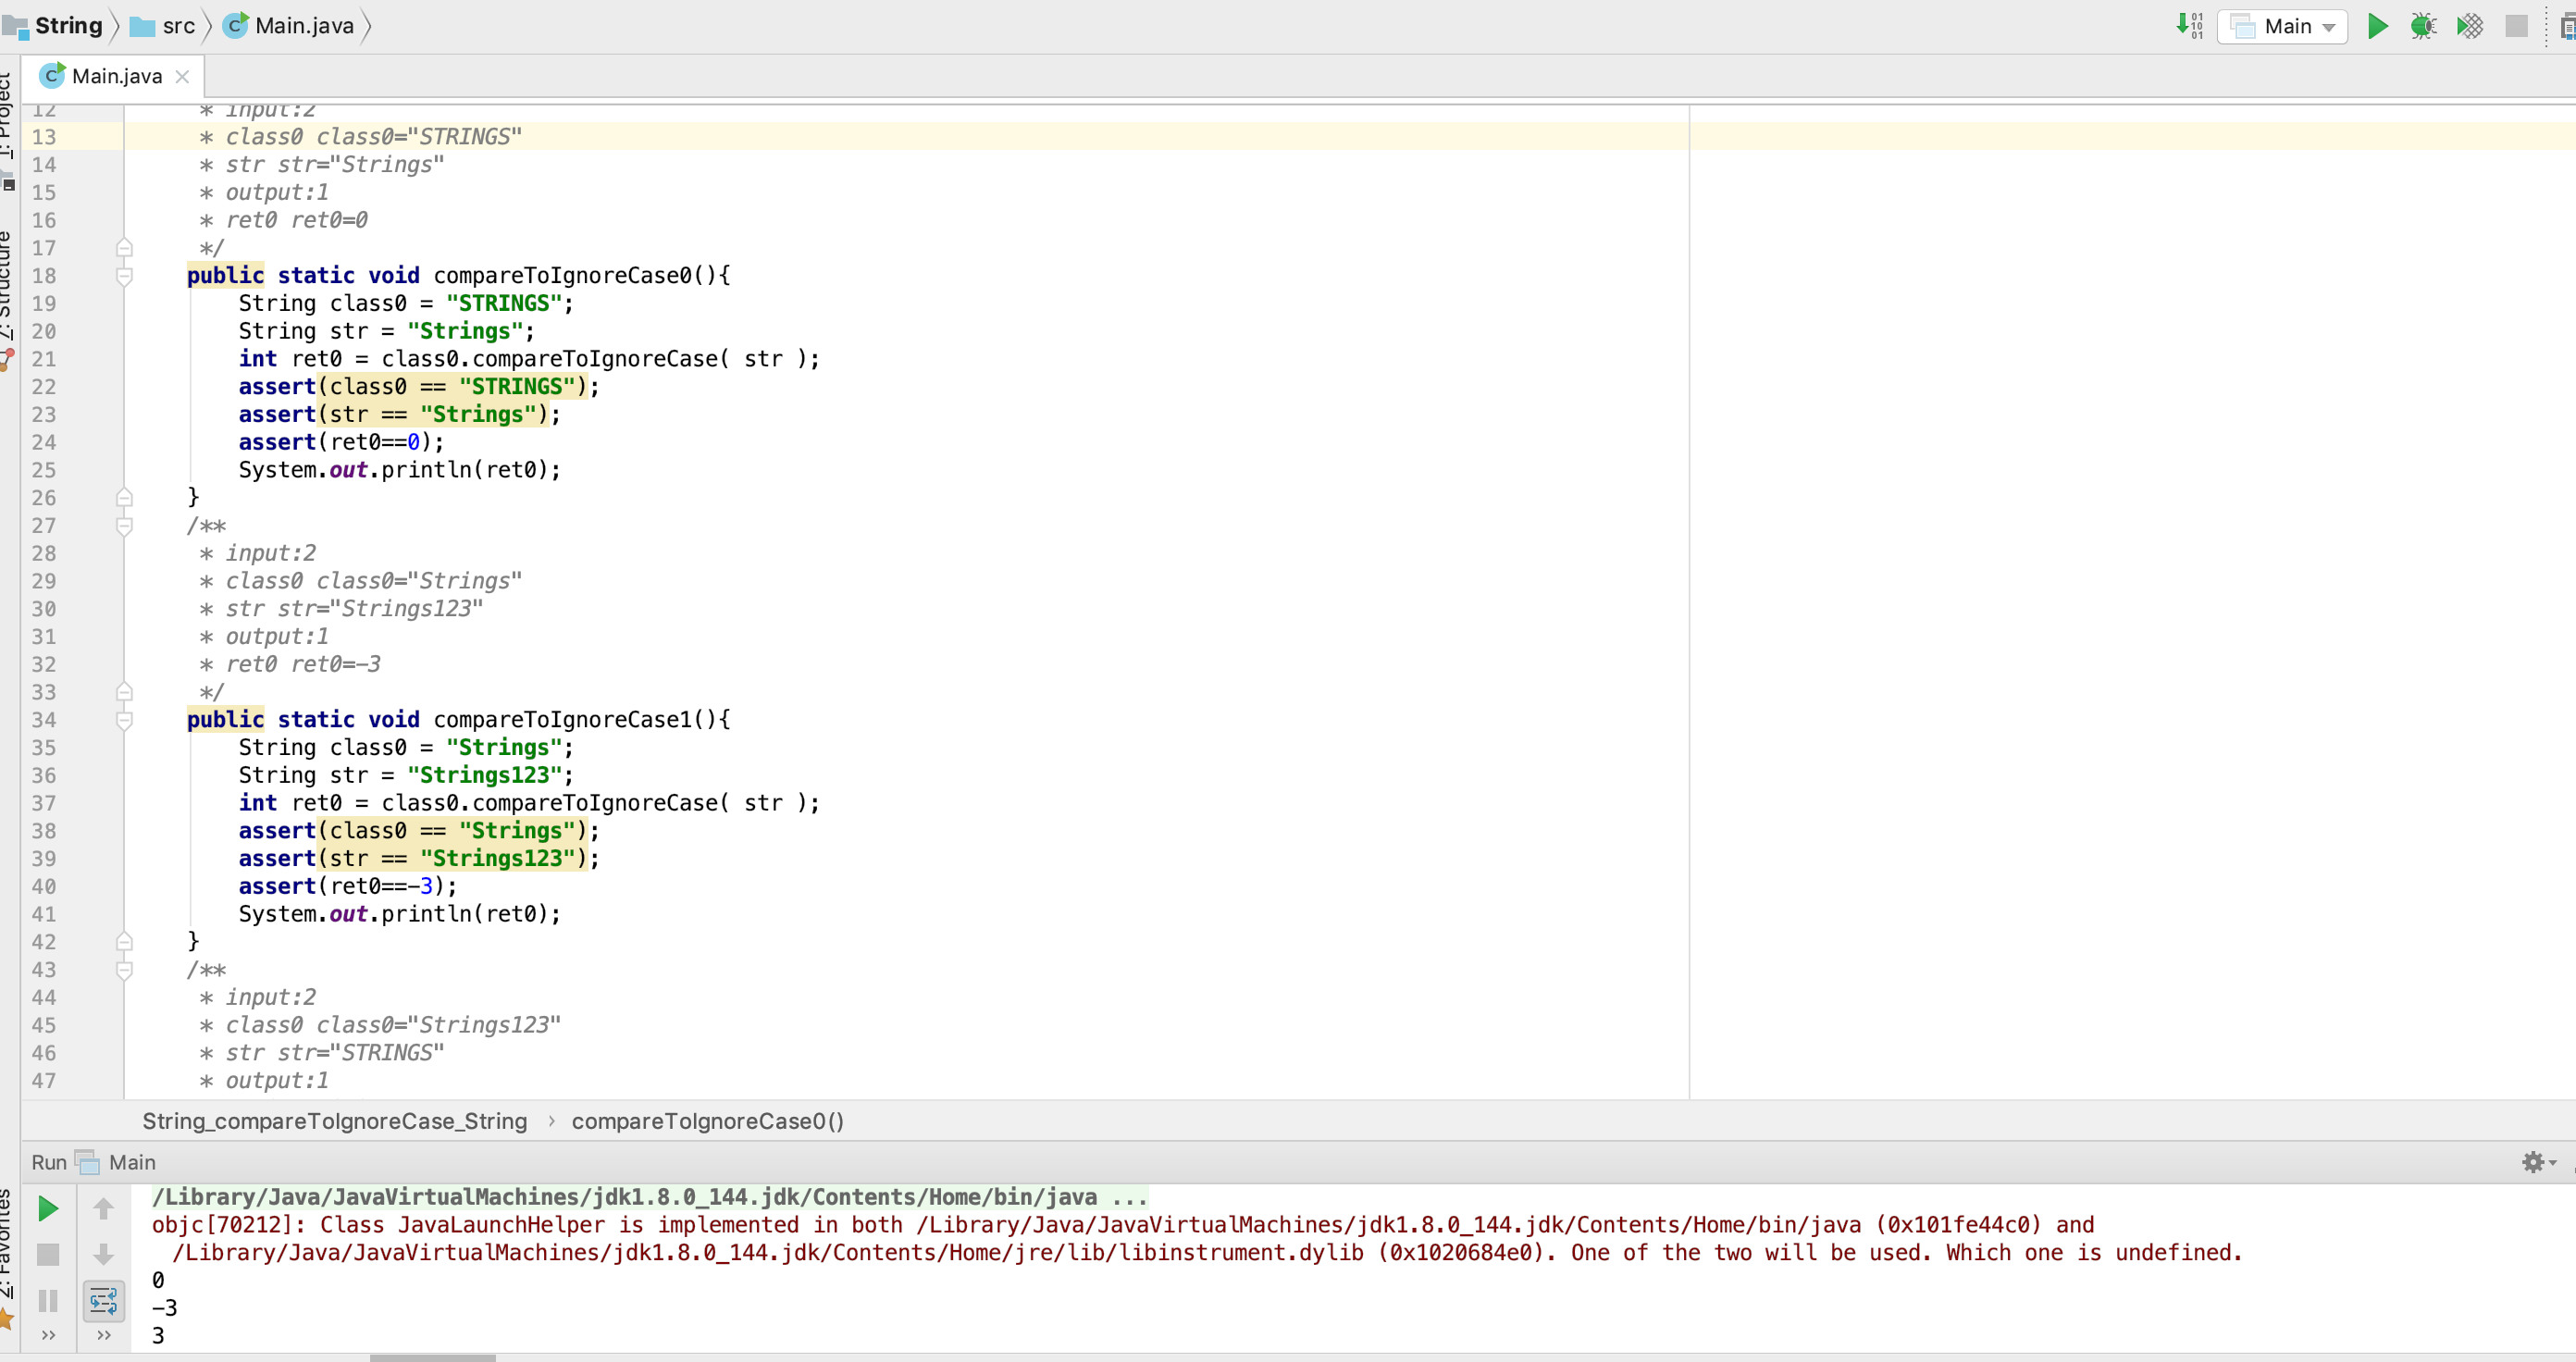 String src Main.java
Main
Main.java
1: Project
7: Structure
2: Favorites
12 * input:2
13 * class0 class0="STRINGS"
14 * str str="Strings"
15 * output:1
16 * ret0 ret0=0
17 */
18 public static void compareToIgnoreCase0(){
19 String class0 = "STRINGS";
20 String str = "Strings";
21 int ret0 = class0.compareToIgnoreCase( str );
22 assert(class0 == "STRINGS");
23 assert(str == "Strings");
24 assert(ret0==0);
25 System.out.println(ret0);
26 }
27 /**
28 * input:2
29 * class0 class0="Strings"
30 * str str="Strings123"
31 * output:1
32 * ret0 ret0=-3
33 */
34 public static void compareToIgnoreCase1(){
35 String class0 = "Strings";
36 String str = "Strings123";
37 int ret0 = class0.compareToIgnoreCase( str );
38 assert(class0 == "Strings");
39 assert(str == "Strings123");
40 assert(ret0==-3);
41 System.out.println(ret0);
42 }
43 /**
44 * input:2
45 * class0 class0="Strings123"
46 * str str="STRINGS"
47 * output:1
String_compareToIgnoreCase_String › compareToIgnoreCase0()
Run Main
/Library/Java/JavaVirtualMachines/jdk1.8.0_144.jdk/Contents/Home/bin/java ...
objc[70212]: Class JavaLaunchHelper is implemented in both /Library/Java/JavaVirtualMachines/jdk1.8.0_144.jdk/Contents/Home/bin/java (0x101fe44c0) and
/Library/Java/JavaVirtualMachines/jdk1.8.0_144.jdk/Contents/Home/jre/lib/libinstrument.dylib (0x1020684e0). One of the two will be used. Which one is undefined.
0
-3
3